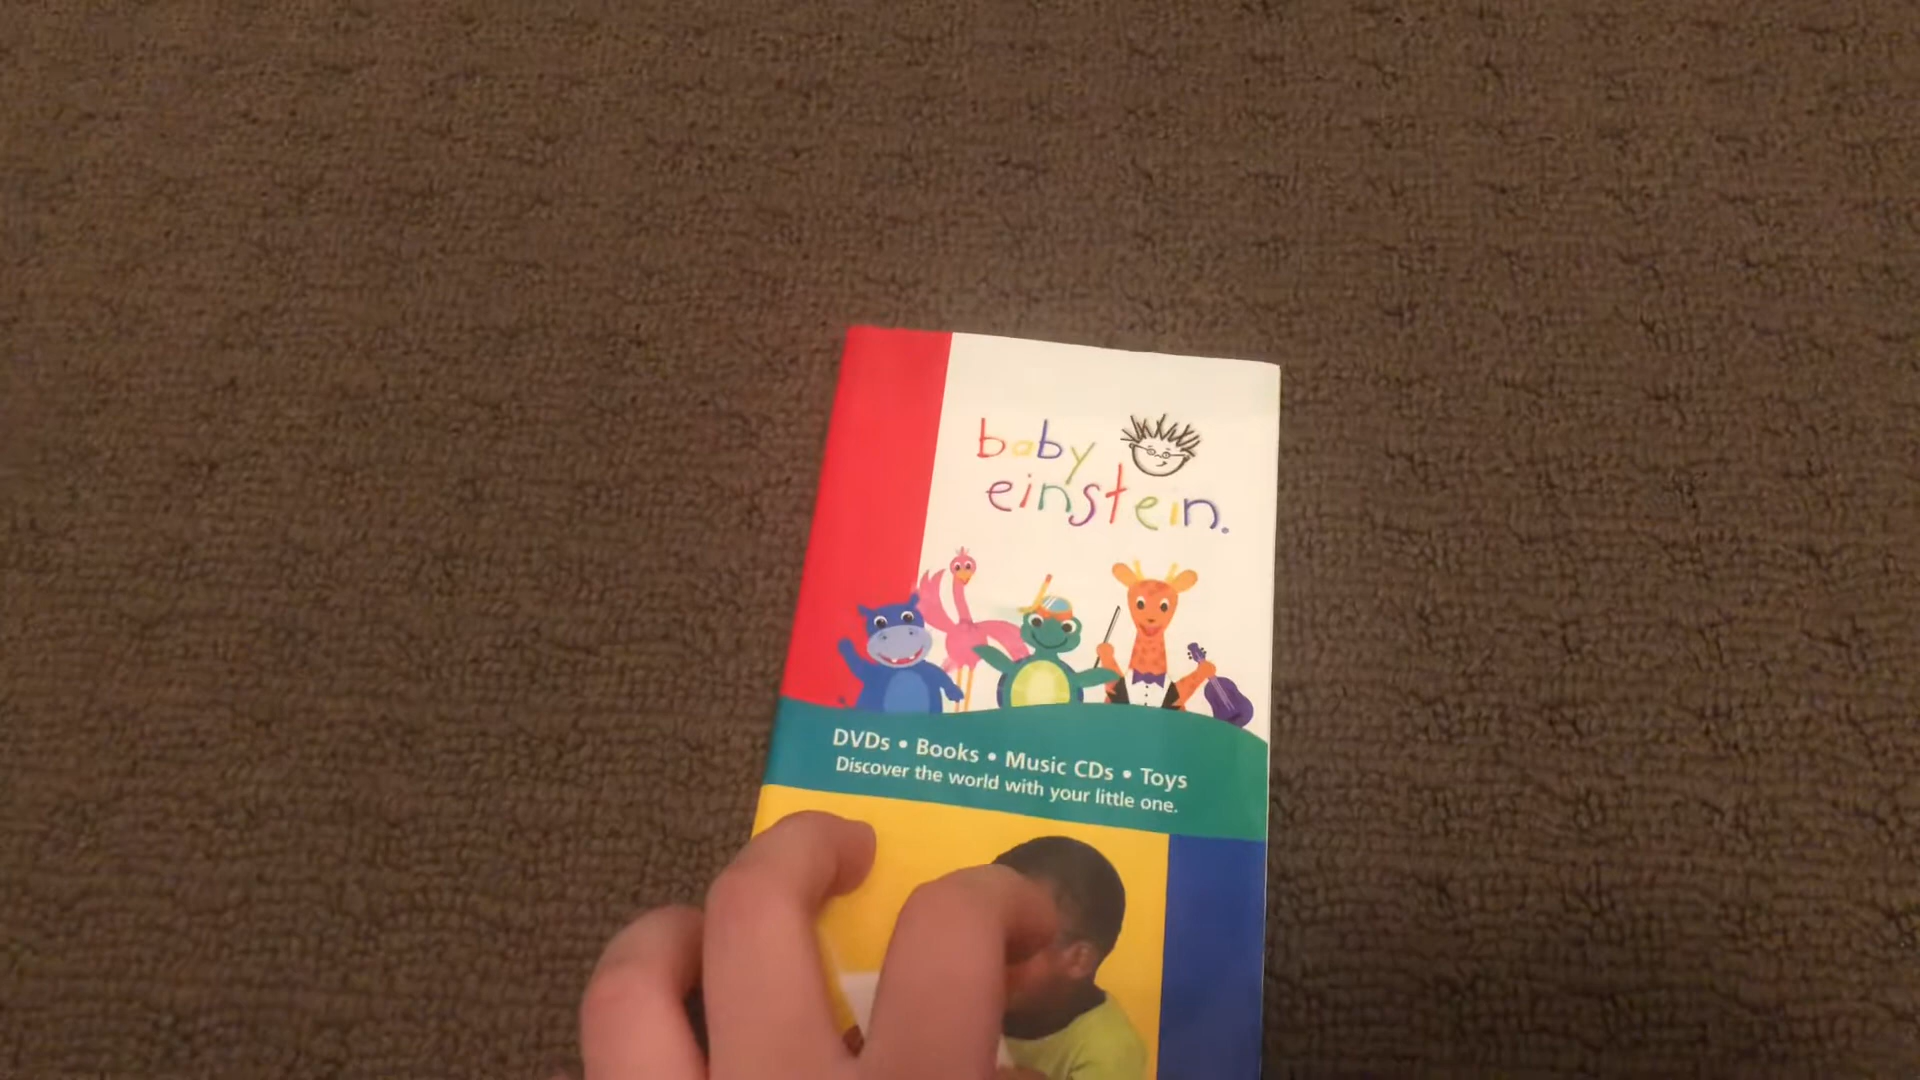 baby
einstein.
DVDs • Books • Music CDs • Toys
Discover the world with your little one.